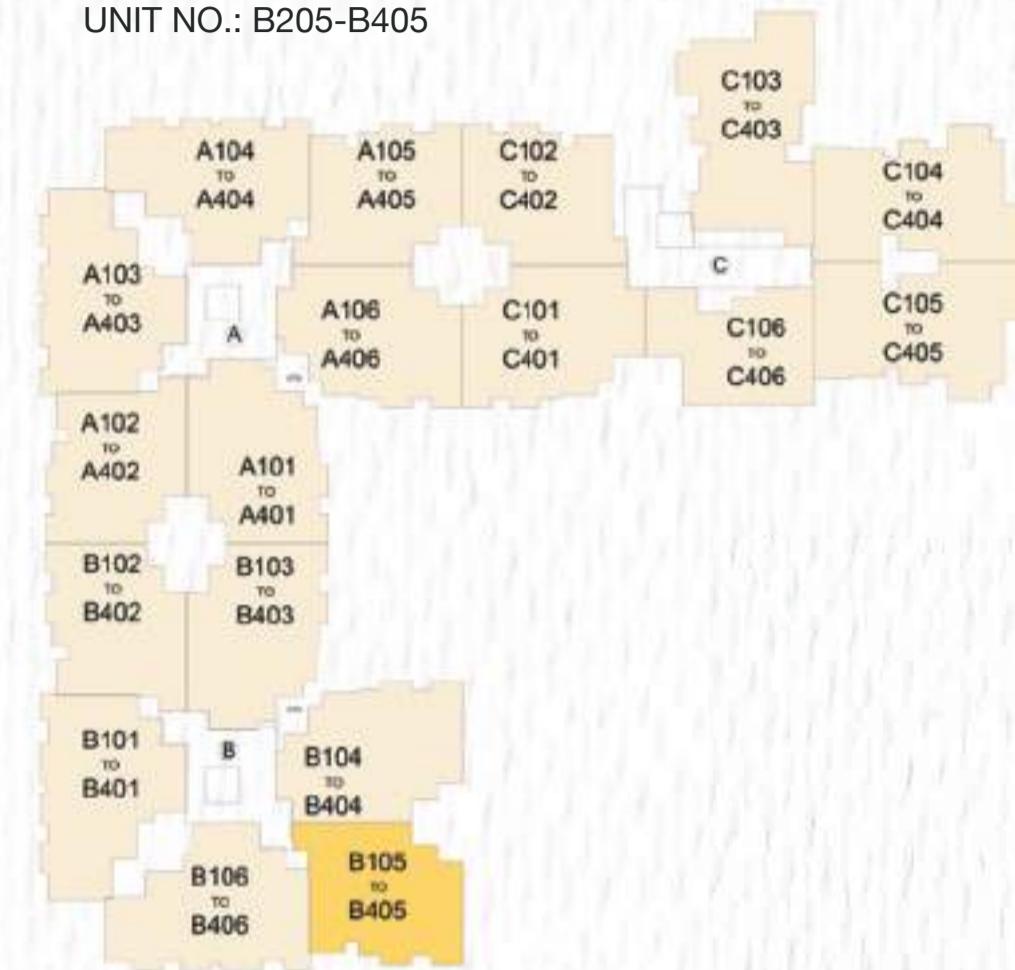 UNIT NO.: B205-B405
C103
TO
C403
A104
TO
A404
A105
TO
A405
C102
TO
C402
C104
TO
C404
A103
TO
A403
A
A106
TO
A406
C101
TO
C401
C
C106
TO
C406
C105
TO
C405
A102
TO
A402
A101
TO
A401
B102
TO
B402
B103
TO
B403
B101
TO
B401
B
B104
TO
B404
B105
TO
B405
B106
TO
B406